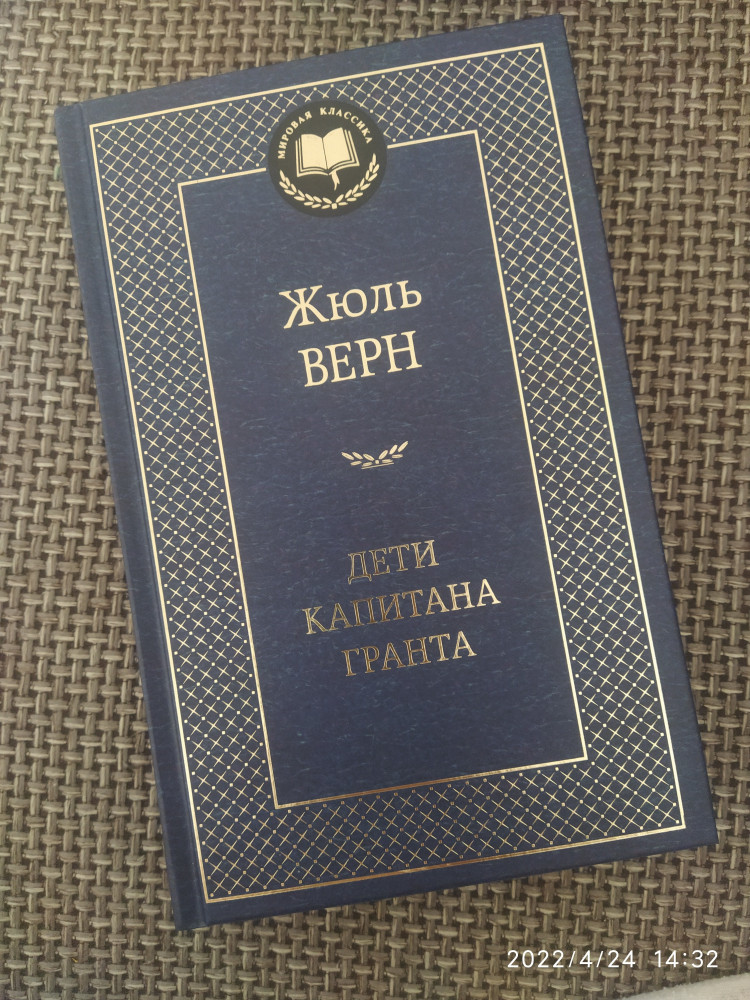 МИРОВАЯ КЛАССИКА
Жюль
ВЕРН
ДЕТИ
КАПИТАНА
ГРАНТА
2022/4/24 14:32